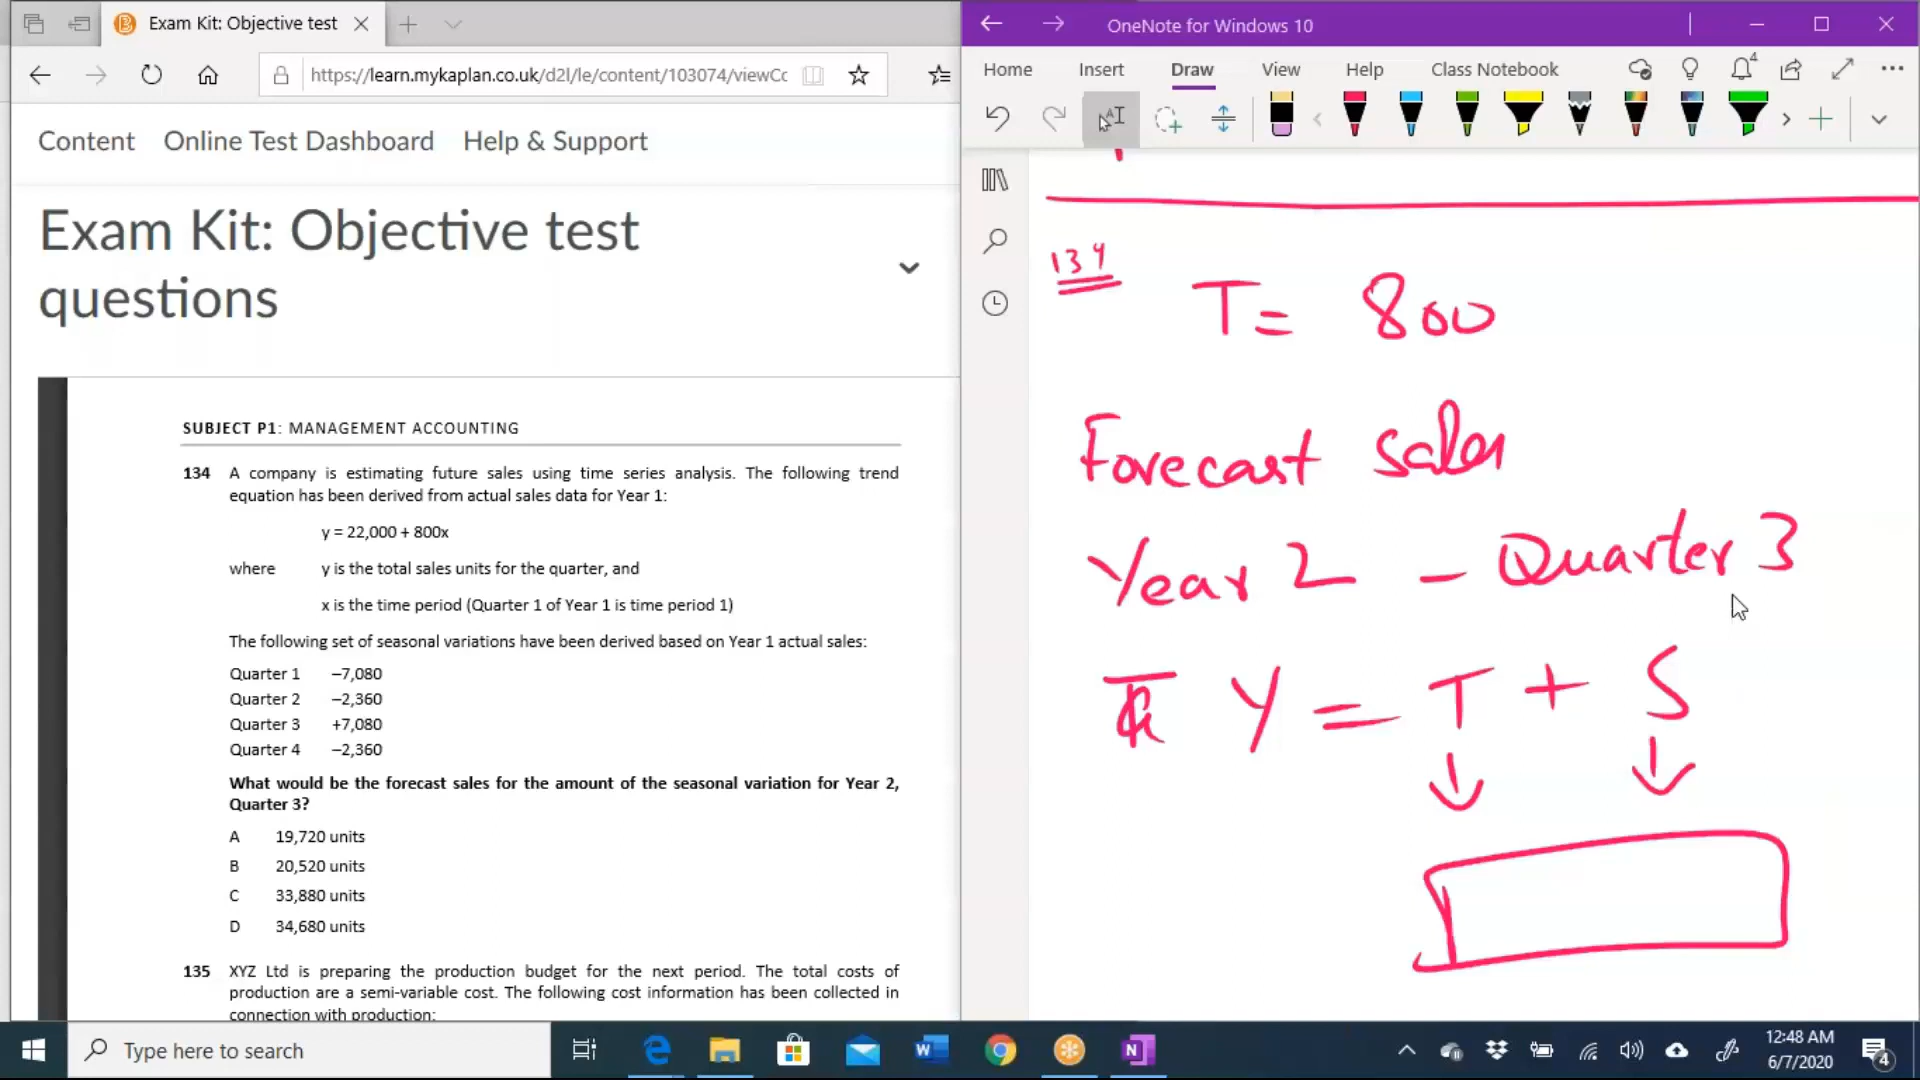 Exam Kit: Objective test
OneNote for Windows 10
https://learn.mykaplan.co.uk/d2l/le/content/103074/viewCc
Home Insert Draw View Help Class Notebook
Content Online Test Dashboard Help & Support
Exam Kit: Objective test
questions
SUBJECT P1: MANAGEMENT ACCOUNTING
134 A company is estimating future sales using time series analysis. The following trend
equation has been derived from actual sales data for Year 1:
y = 22,000 + 800x
where y is the total sales units for the quarter, and
x is the time period (Quarter 1 of Year 1 is time period 1)
The following set of seasonal variations have been derived based on Year 1 actual sales:
Quarter 1 –7,080
Quarter 2 –2,360
Quarter 3 +7,080
Quarter 4 –2,360
What would be the forecast sales for the amount of the seasonal variation for Year 2,
Quarter 3?
A 19,720 units
B 20,520 units
C 33,880 units
D 34,680 units
135 XYZ Ltd is preparing the production budget for the next period. The total costs of
production are a semi-variable cost. The following cost information has been collected in
connection with production:
134
T = 800
Forecast sales
Year 2 - Quarter 3
Y = T + S
Type here to search
12:48 AM
6/7/2020
4